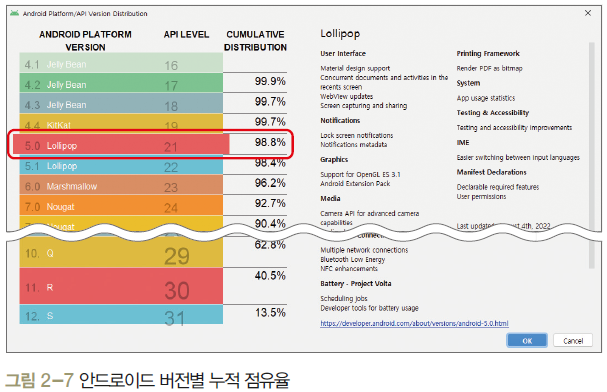 Android Platform/API Version Distribution
ANDROID PLATFORM VERSION
API LEVEL
CUMULATIVE DISTRIBUTION
4.1 Jelly Bean 16
4.2 Jelly Bean 17 99.9%
4.3 Jelly Bean 18 99.7%
4.4 KitKat 19 99.7%
5.0 Lollipop 21 98.8%
5.1 Lollipop 22 98.4%
6.0 Marshmallow 23 96.2%
7.0 Nougat 24 92.7%
Nougat 90.4%
10. Q 29 62.8%
11. R 30 40.5%
12. S 31 13.5%
Lollipop
User Interface
Material design support
Concurrent documents and activities in the
recents screen
WebView updates
Screen capturing and sharing
Notifications
Lock screen notifications
Notifications metadata
Graphics
Support for OpenGL ES 3.1
Android Extension Pack
Media
Camera API for advanced camera
capabilities
Multiple network connections
Bluetooth Low Energy
NFC enhancements
Battery - Project Volta
Scheduling jobs
Developer tools for battery usage
Printing Framework
Render PDF as bitmap
System
App usage statistics
Testing & Accessibility
Testing and accessibility improvements
IME
Easier switching between input languages
Manifest Declarations
Declarable required features
User permissions
Last updated August 4th, 2022
https://developer.android.com/about/versions/android-5.0.html
OK
Cancel
그림 2-7 안드로이드 버전별 누적 점유율